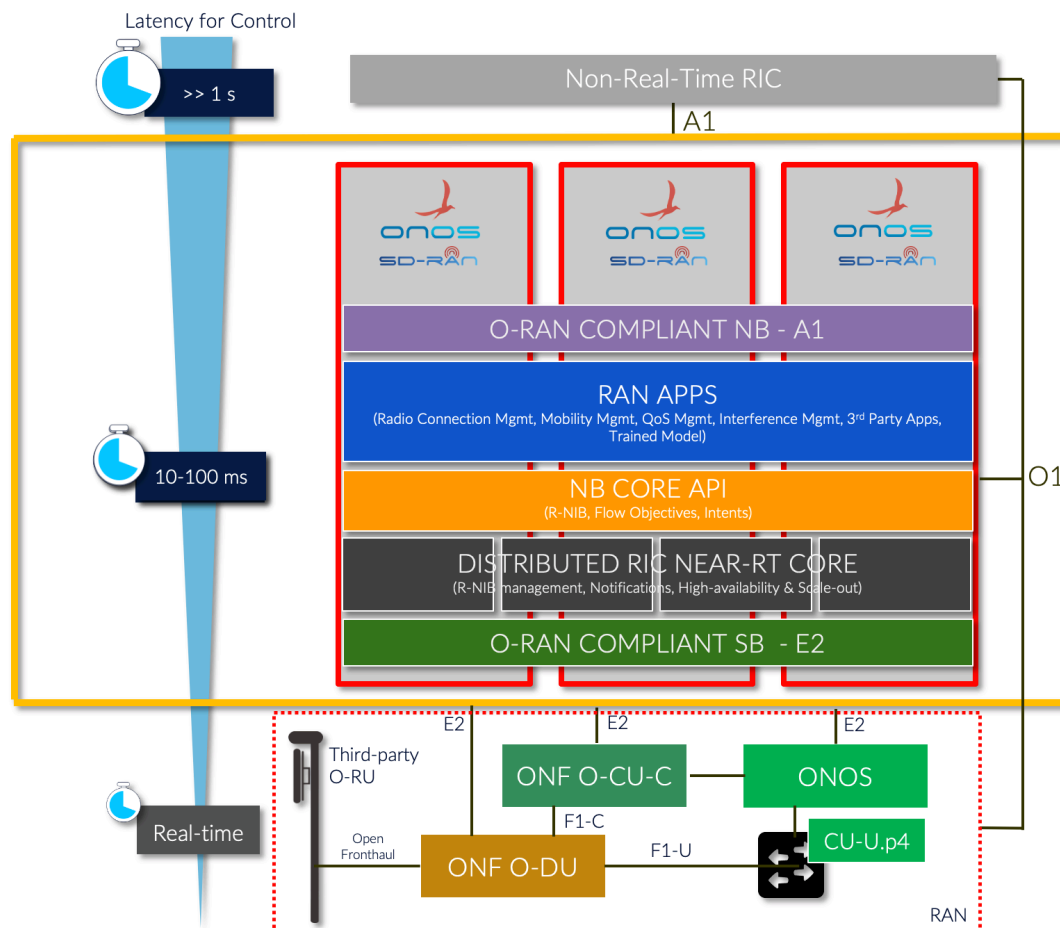 Latency for Control
>> 1 s
Non-Real-Time RIC
A1
onos
SD-RAN
onos
SD-RAN
onos
SD-RAN
O-RAN COMPLIANT NB - A1
RAN APPS
(Radio Connection Mgmt, Mobility Mgmt, QoS Mgmt, Interference Mgmt, 3rd Party Apps,
Trained Model)
10-100 ms
NB CORE API
(R-NIB, Flow Objectives, Intents)
O1
DISTRIBUTED RIC NEAR-RT CORE
(R-NIB management, Notifications, High-availability & Scale-out)
O-RAN COMPLIANT SB - E2
E2
E2
E2
Third-party
O-RU
ONF O-CU-C
ONOS
Real-time
F1-C
Open
Fronthaul
ONF O-DU
F1-U
CU-U.p4
RAN